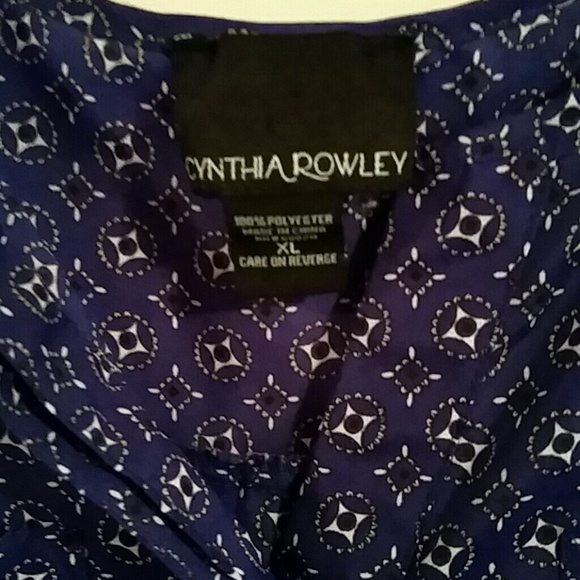 CYNTHIA ROWLEY
100% POLYESTER
MADE IN CHINA
XL
CARE ON REVERSE